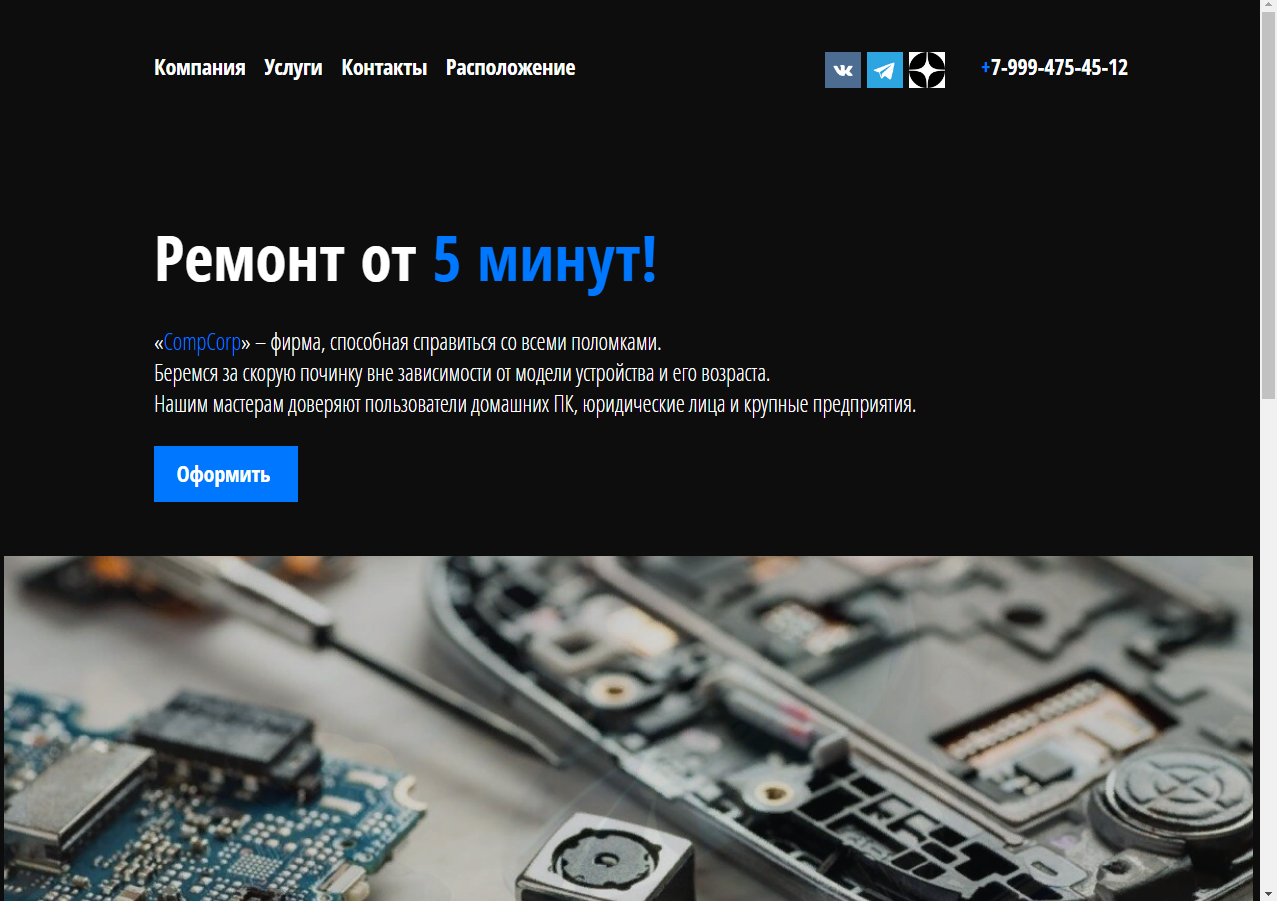 Компания Услуги Контакты Расположение +7-999-475-45-12
Ремонт от 5 минут!
«CompCorp» – фирма, способная справиться со всеми поломками.
Беремся за скорую починку вне зависимости от модели устройства и его возраста.
Нашим мастерам доверяют пользователи домашних ПК, юридические лица и крупные предприятия.
Оформить